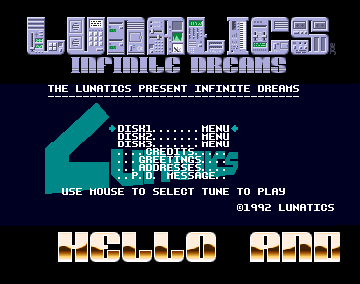 LUNATICS
INFINITE DREAMS
THE LUNATICS PRESENT INFINITE DREAMS
DISK1.......MENU
DISK2.......MENU
DISK3.......MENU
..CREDITS..
..GREETINGS..
..ADDRESSES..
..P.D. MESSAGE..
LUNATICS
USE MOUSE TO SELECT TUNE TO PLAY
©1992 LUNATICS
HELLO AND